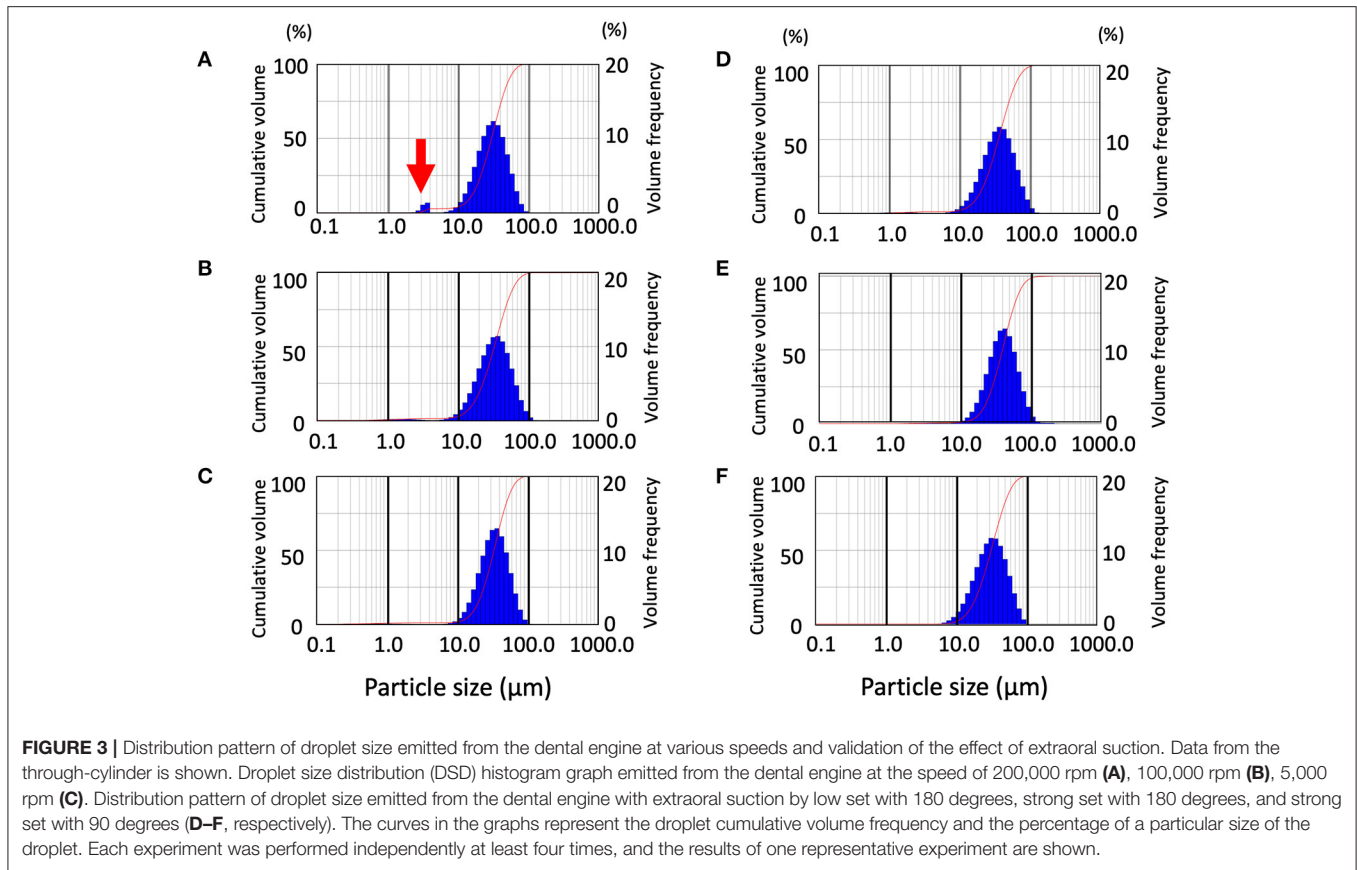 (%)
(%)
A
100
50
0
Cumulative volume
20
10
0
Volume frequency
0.1 1.0 10.0 100.0 1000.0
B
100
50
0
Cumulative volume
20
10
0
Volume frequency
0.1 1.0 10.0 100.0 1000.0
C
100
50
0
Cumulative volume
20
10
0
Volume frequency
0.1 1.0 10.0 100.0 1000.0
Particle size (μm)
(%)
(%)
D
100
50
0
Cumulative volume
20
10
0
Volume frequency
0.1 1.0 10.0 100.0 1000.0
E
100
50
0
Cumulative volume
20
10
0
Volume frequency
0.1 1.0 10.0 100.0 1000.0
F
100
50
0
Cumulative volume
20
10
0
Volume frequency
0.1 1.0 10.0 100.0 1000.0
Particle size (μm)
FIGURE 3 | Distribution pattern of droplet size emitted from the dental engine at various speeds and validation of the effect of extraoral suction. Data from the
through-cylinder is shown. Droplet size distribution (DSD) histogram graph emitted from the dental engine at the speed of 200,000 rpm (A), 100,000 rpm (B), 5,000
rpm (C). Distribution pattern of droplet size emitted from the dental engine with extraoral suction by low set with 180 degrees, strong set with 180 degrees, and strong
set with 90 degrees (D–F, respectively). The curves in the graphs represent the droplet cumulative volume frequency and the percentage of a particular size of the
droplet. Each experiment was performed independently at least four times, and the results of one representative experiment are shown.